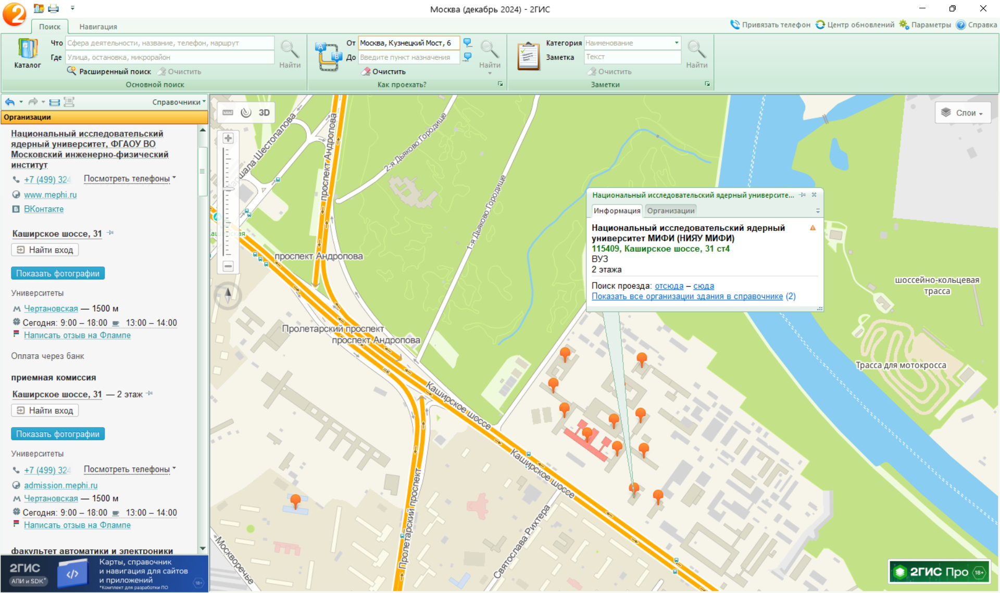 Москва (декабрь 2024) - 2ГИС
Поиск
Навигация
Привязать телефон
Центр обновлений
Параметры
Справка
Каталог
Что
Сфера деятельности, название, телефон, маршрут
Где
Улица, остановка, микрорайон
Расширенный поиск
Очистить
Найти
Основной поиск
A
B
От
Москва, Кузнецкий Мост, 6
До
Введите пункт назначения
Очистить
Найти
Как проехать?
Категория
Наименование
Заметка
Текст
Очистить
Найти
Заметки
Справочники
Организации
Национальный исследовательский
ядерный университет, ФГАОУ ВО
Московский инженерно-физический
институт
+7 (499) 324
Посмотреть телефоны
www.mephi.ru
ВКонтакте
Каширское шоссе, 31
Найти вход
Показать фотографии
Университеты
Чертановская — 1500 м
Сегодня: 9:00 – 18:00 13:00 – 14:00
Написать отзыв на Флампе
Оплата через банк
приемная комиссия
Каширское шоссе, 31 — 2 этаж
Найти вход
Показать фотографии
Университеты
+7 (499) 324
Посмотреть телефоны
admission.mephi.ru
Чертановская — 1500 м
Сегодня: 9:00 – 18:00 13:00 – 14:00
Написать отзыв на Флампе
факультет автоматики и электроники
2ГИС
АПИ и SDK*
Карты, справочник
и навигация для сайтов
и приложений
*Комплект для разработки ПО
18+
3D
Слои
проспект Андропова
2-я Дьяково Городище
1-я Дьяково Городище
проспект Андропова
проспект Андропова
Пролетарский проспект
проспект Андропова
Каширское шоссе
Каширское шоссе
Пролетарский проспект
Святослава Рихтера
Москворечье
шоссейно-кольцевая
трасса
Трасса для мотокросса
Национальный исследовательский ядерный университе...
Информация
Организации
Национальный исследовательский ядерный
университет МИФИ (НИЯУ МИФИ)
115409, Каширское шоссе, 31 ст4
ВУЗ
2 этажа
Поиск проезда: отсюда – сюда
Показать все организации здания в справочнике (2)
2ГИС Про 18+